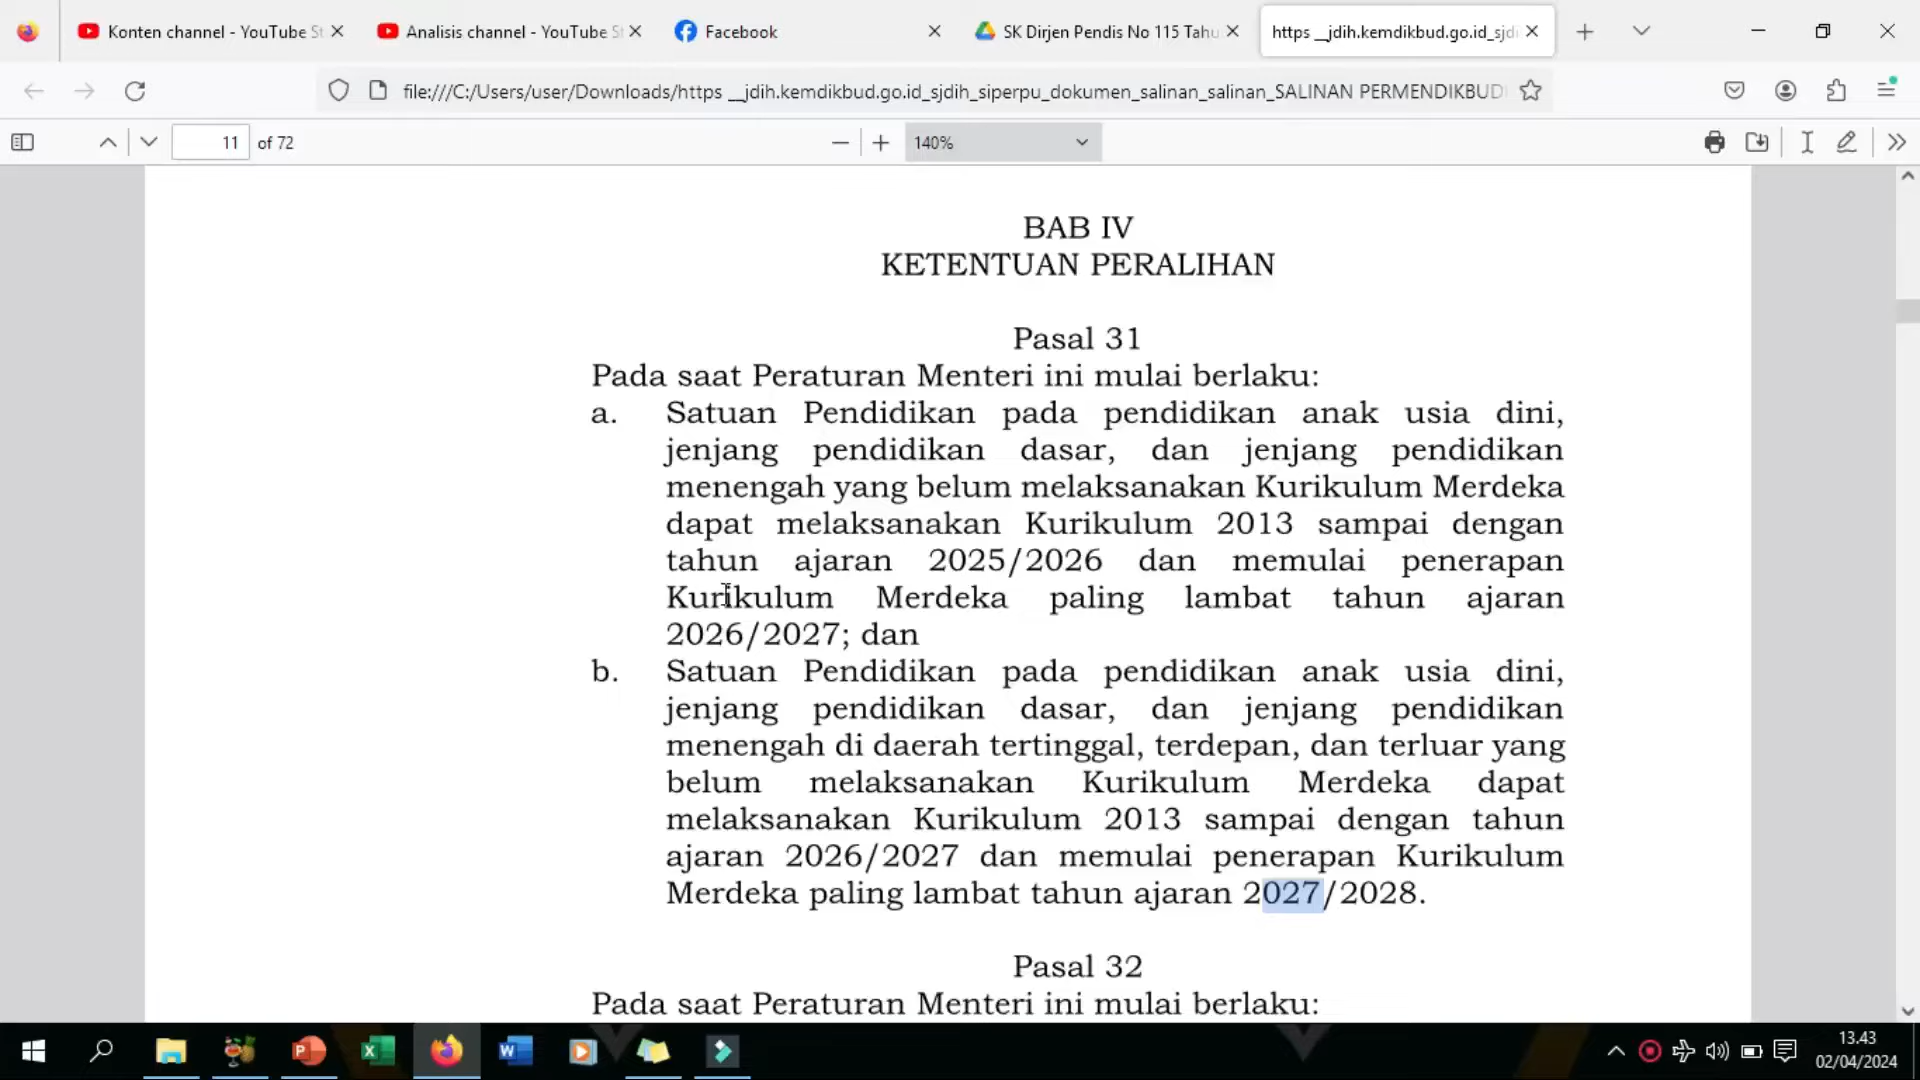 Konten channel - YouTube St
Analisis channel - YouTube S
Facebook
SK Dirjen Pendis No 115 Tahu
https __jdih.kemdikbud.go.id_sjd
file:///C:/Users/user/Downloads/https __jdih.kemdikbud.go.id_sjdih_siperpu_dokumen_salinan_salinan_SALINAN PERMENDIKBUD
11 of 72
140%
BAB IV
KETENTUAN PERALIHAN
Pasal 31
Pada saat Peraturan Menteri ini mulai berlaku:
a. Satuan Pendidikan pada pendidikan anak usia dini,
jenjang pendidikan dasar, dan jenjang pendidikan
menengah yang belum melaksanakan Kurikulum Merdeka
dapat melaksanakan Kurikulum 2013 sampai dengan
tahun ajaran 2025/2026 dan memulai penerapan
Kurikulum Merdeka paling lambat tahun ajaran
2026/2027; dan
b. Satuan Pendidikan pada pendidikan anak usia dini,
jenjang pendidikan dasar, dan jenjang pendidikan
menengah di daerah tertinggal, terdepan, dan terluar yang
belum melaksanakan Kurikulum Merdeka dapat
melaksanakan Kurikulum 2013 sampai dengan tahun
ajaran 2026/2027 dan memulai penerapan Kurikulum
Merdeka paling lambat tahun ajaran 2027/2028.
Pasal 32
Pada saat Peraturan Menteri ini mulai berlaku:
13.43
02/04/2024